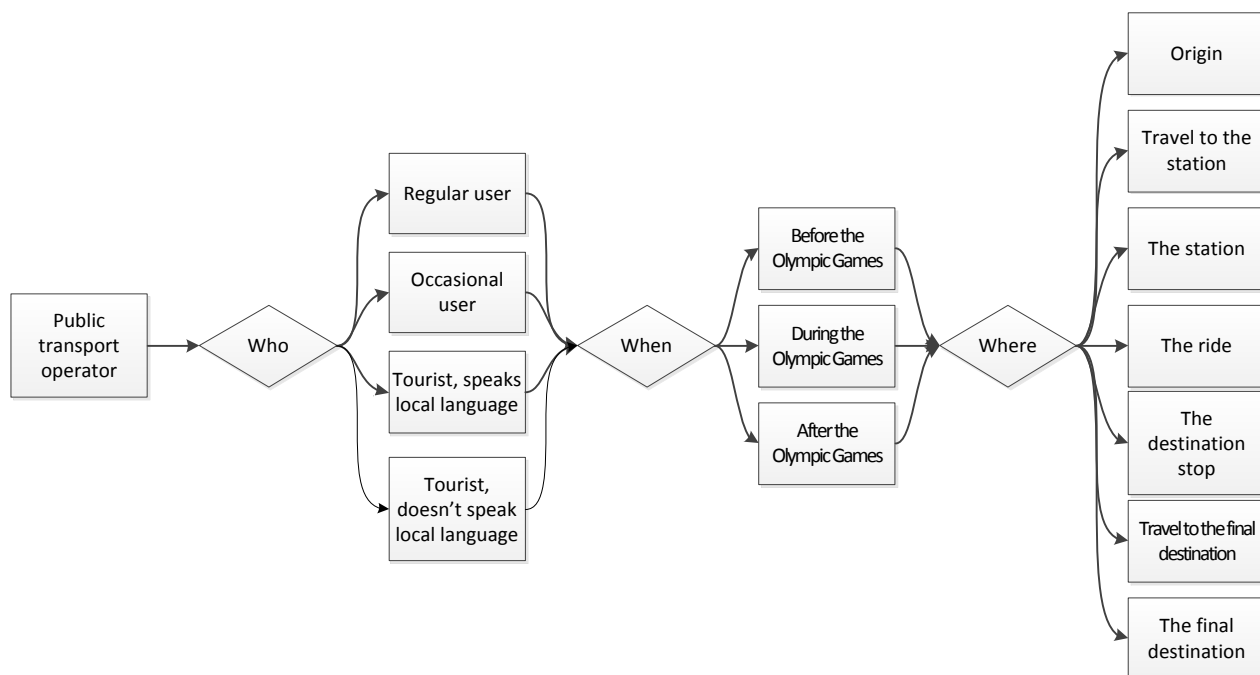 Public
transport
operator
Who
Regular user
Occasional
user
Tourist, speaks
local language
Tourist,
doesn’t speak
local language
When
Before the
Olympic Games
During the
Olympic Games
After the
Olympic Games
Where
Origin
Travel to the
station
The station
The ride
The
destination
stop
Travel to the final
destination
The final
destination